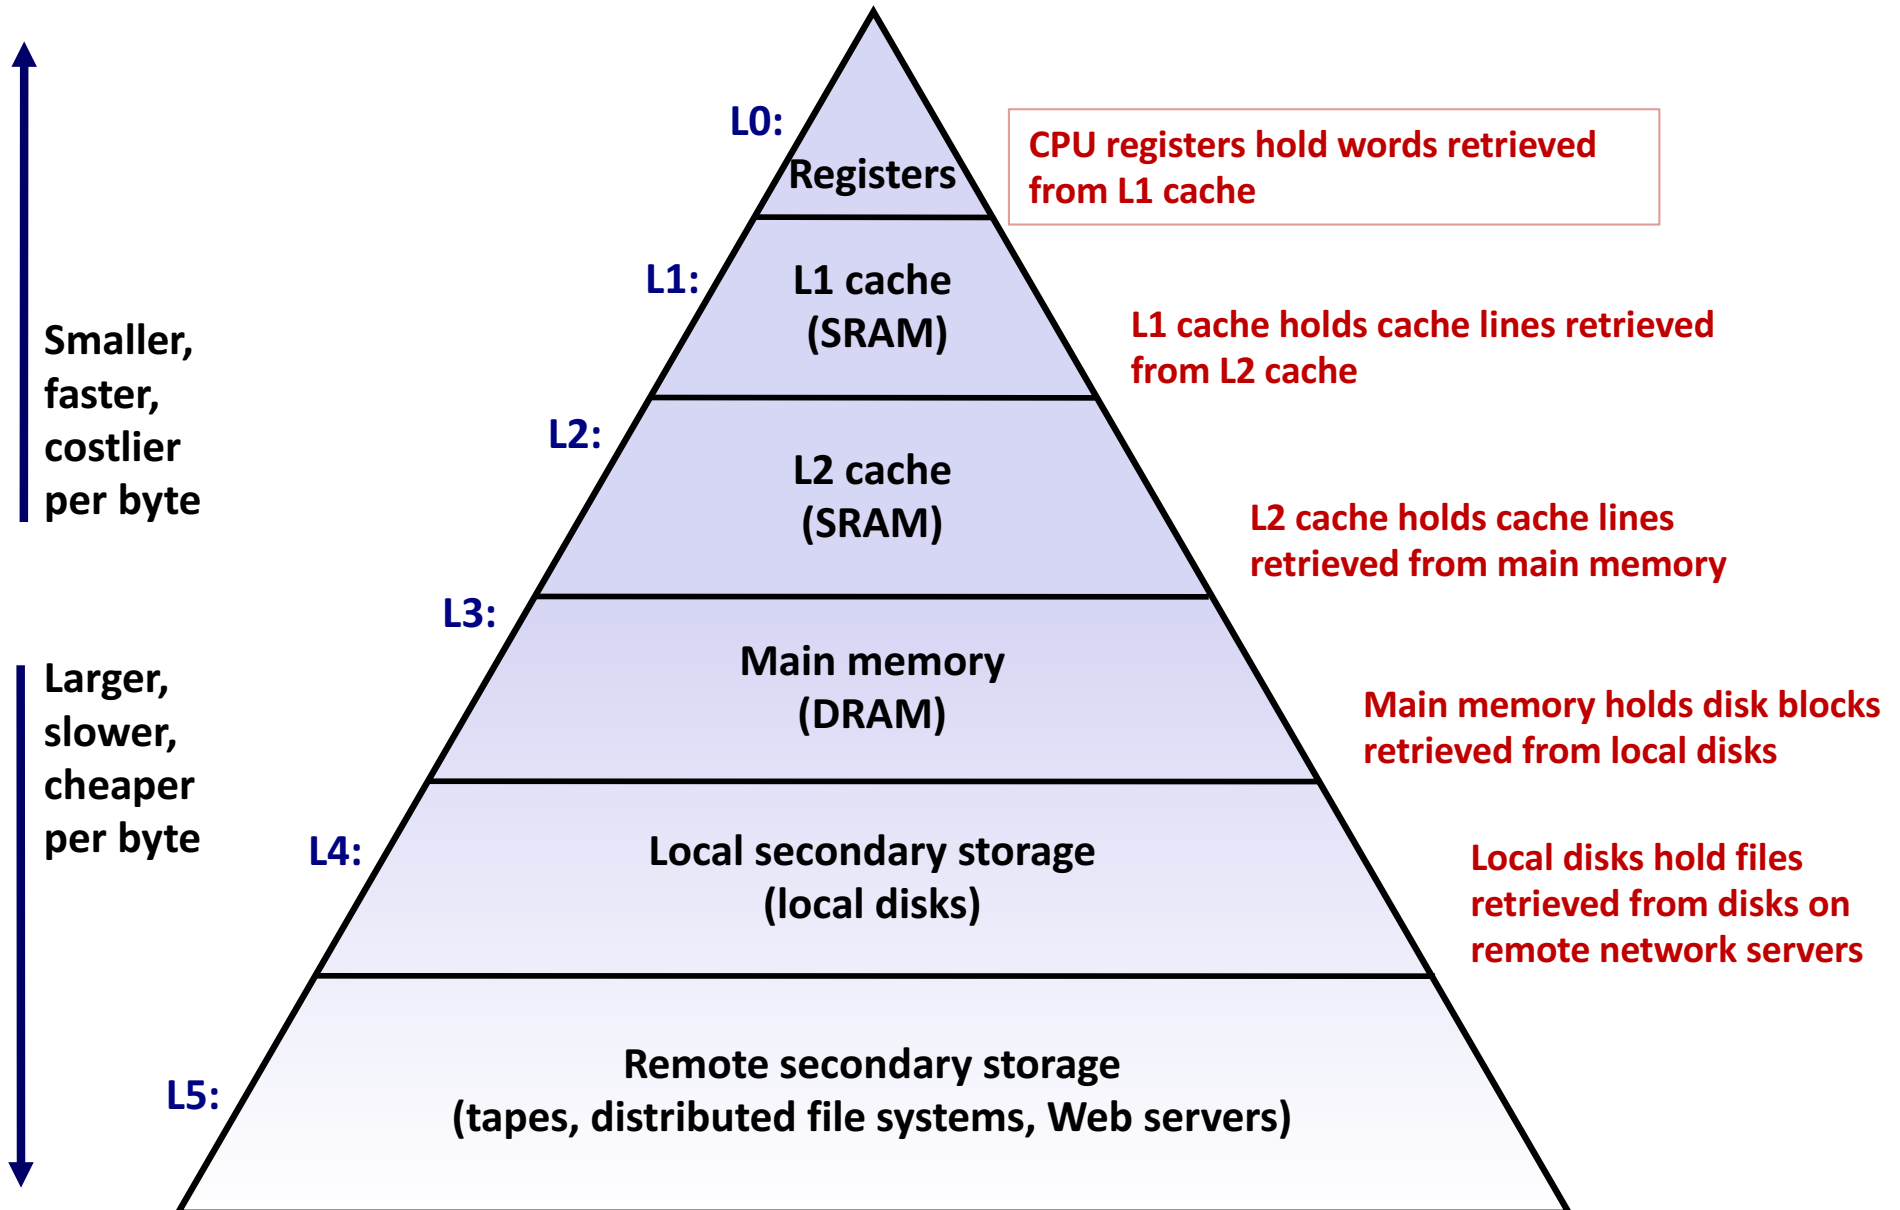 L0:
Registers
CPU registers hold words retrieved
from L1 cache
L1:
L1 cache
(SRAM)
L1 cache holds cache lines retrieved
from L2 cache
Smaller,
faster,
costlier
per byte
L2:
L2 cache
(SRAM)
L2 cache holds cache lines
retrieved from main memory
L3:
Main memory
(DRAM)
Main memory holds disk blocks
retrieved from local disks
Larger,
slower,
cheaper
per byte
L4:
Local secondary storage
(local disks)
Local disks hold files
retrieved from disks on
remote network servers
L5:
Remote secondary storage
(tapes, distributed file systems, Web servers)